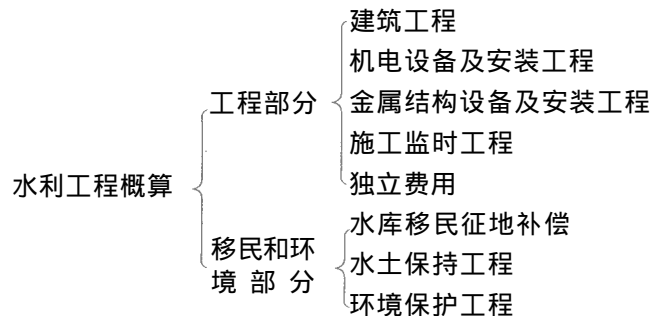 水利工程概算
工程部分
建筑工程
机电设备及安装工程
金属结构设备及安装工程
施工监时工程
独立费用
移民和环
境部分
水库移民征地补偿
水土保持工程
环境保护工程